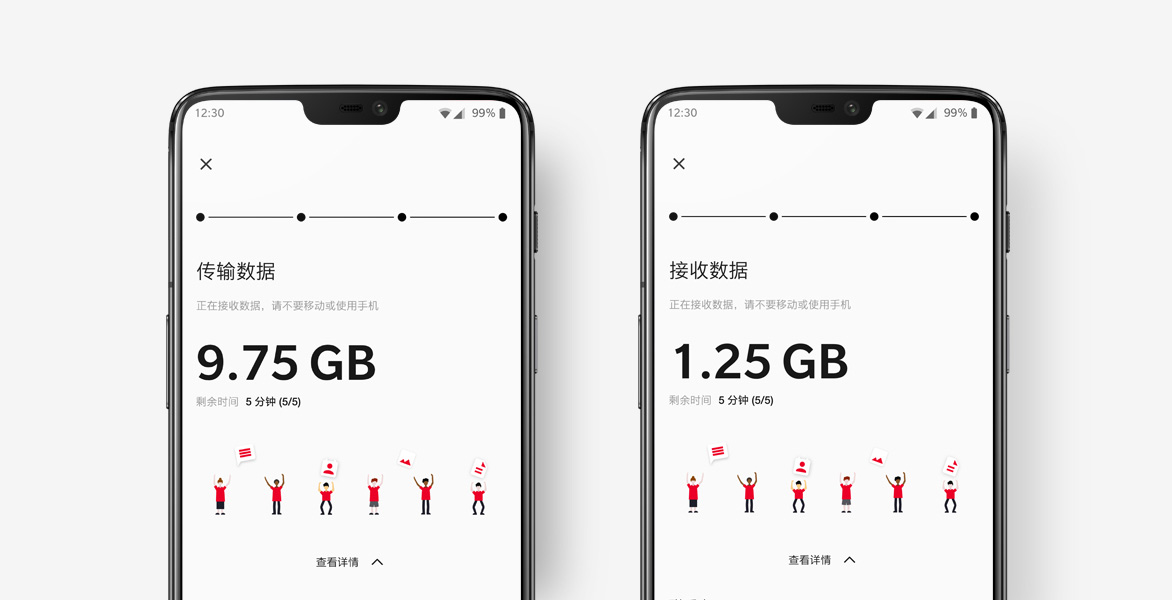 12:30
99%
传输数据
正在接收数据，请不要移动或使用手机
9.75 GB
剩余时间 5 分钟 (5/5)
查看详情
12:30
99%
接收数据
正在接收数据，请不要移动或使用手机
1.25 GB
剩余时间 5 分钟 (5/5)
查看详情